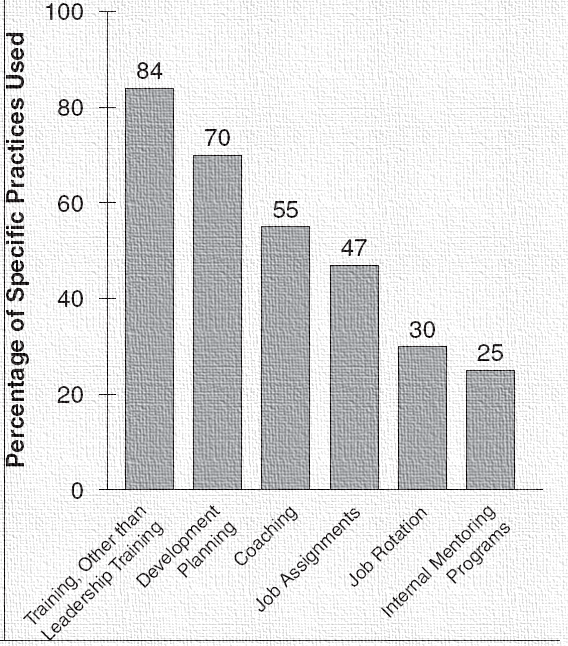 Percentage of Specific Practices Used
100
80
60
40
20
0
84
70
55
47
30
25
Training, Other than
Leadership Training
Development
Planning
Coaching
Job Assignments
Job Rotation
Internal Mentoring
Programs